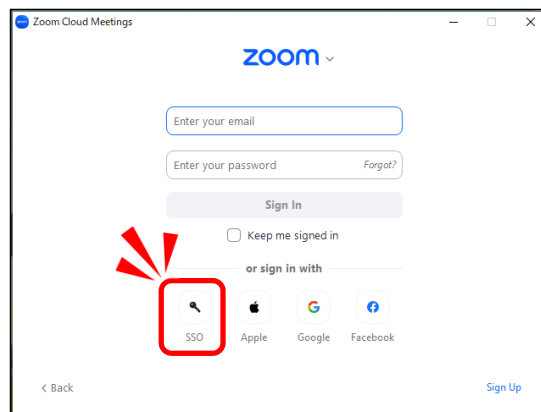 Zoom Cloud Meetings
zoom
Enter your email
Enter your password Forgot?
Sign In
Keep me signed in
or sign in with
SSO Apple Google Facebook
< Back Sign Up